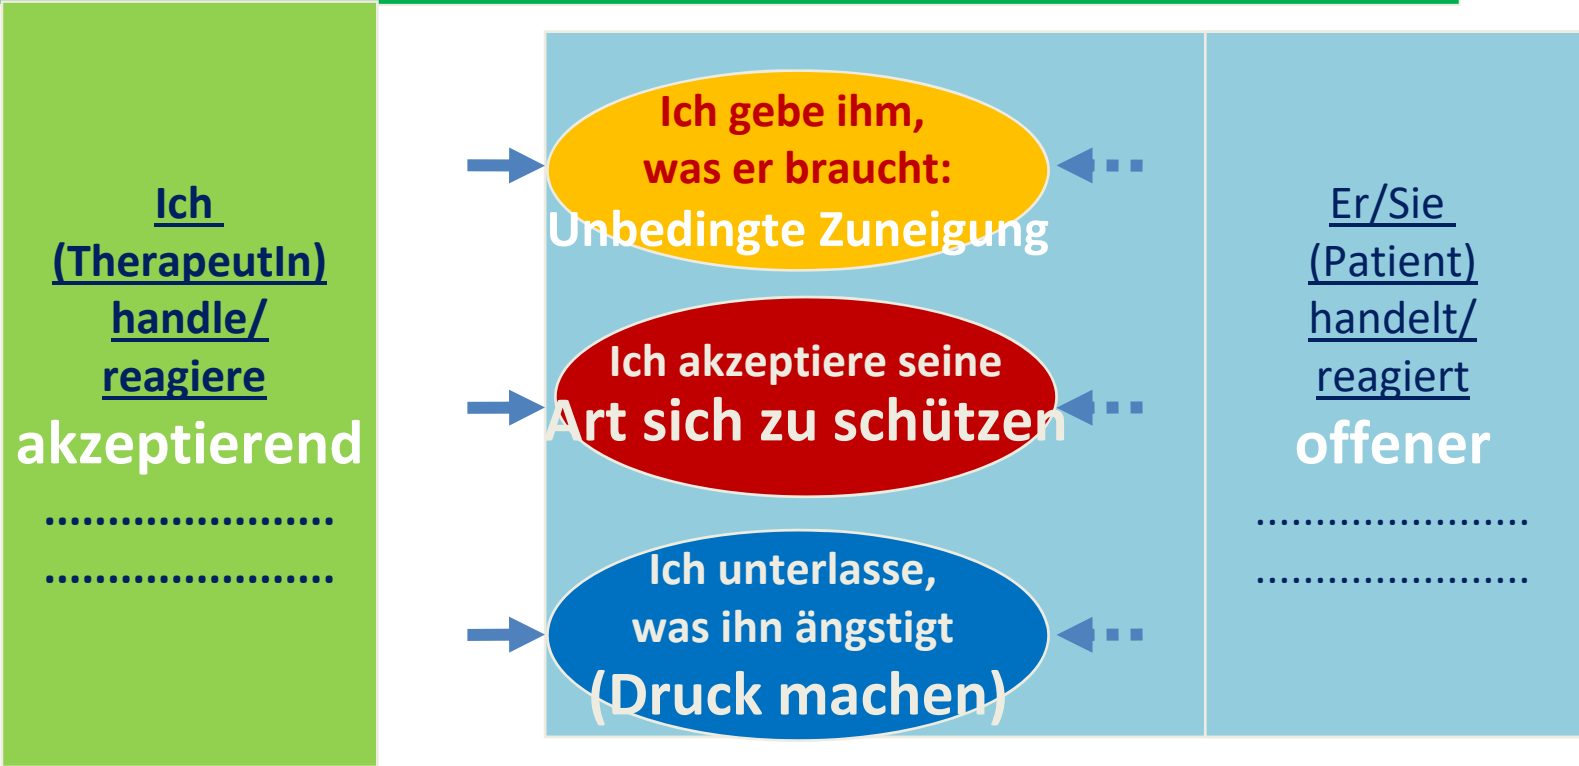 Ich
(TherapeutIn)
handle/
reagiere
akzeptierend
.......................
.......................
Ich gebe ihm,
was er braucht:
Unbedingte Zuneigung
Ich akzeptiere seine
Art sich zu schützen
Ich unterlasse,
was ihn ängstigt
(Druck machen)
Er/Sie
(Patient)
handelt/
reagiert
offener
.......................
.......................